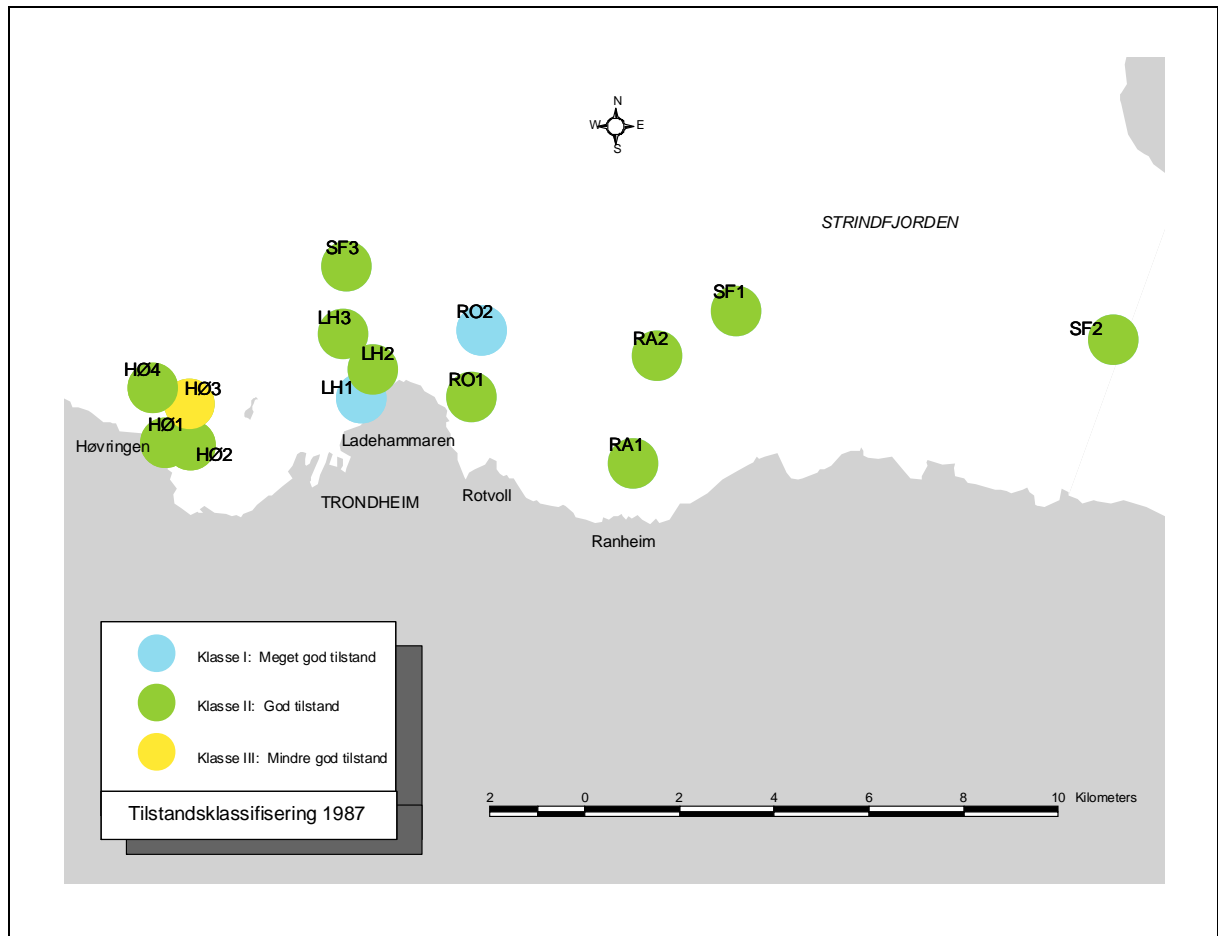 N
W E
S
STRINDFJORDEN
SF3
SF1
RO2
LH3
SF2
RA2
LH2
HØ4
HØ3
LH1
RO1
HØ1
Høvringen
HØ2
Ladehammaren
RA1
TRONDHEIM
Rotvoll
Ranheim
Klasse I: Meget god tilstand
Klasse II: God tilstand
Klasse III: Mindre god tilstand
Tilstandsklassifisering 1987
2 0 2 4 6 8 10 Kilometers